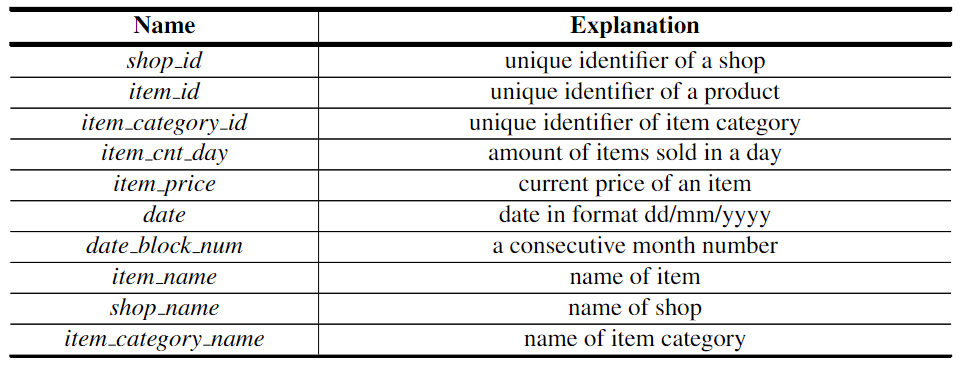 Name Explanation
shop_id unique identifier of a shop
item_id unique identifier of a product
item_category_id unique identifier of item category
item_cnt_day amount of items sold in a day
item_price current price of an item
date date in format dd/mm/yyyy
date_block_num a consecutive month number
item_name name of item
shop_name name of shop
item_category_name name of item category